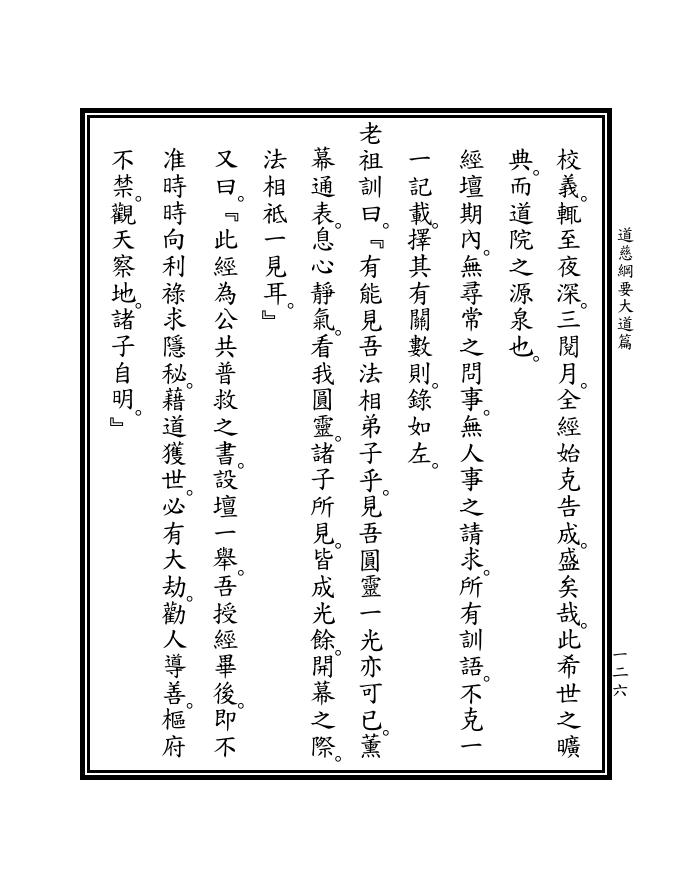 道慈綱要大道篇
一二六
校義。輒至夜深。三閱月。全經始克告成。盛矣哉。此希世之曠
典。而道院之源泉也。
經壇期內。無尋常之問事。無人事之請求。所有訓語。不克一
一記載。擇其有關數則。錄如左。
老祖訓曰。『有能見吾法相弟子乎。見吾圓靈一光亦可已。薰
幕通表。息心靜氣。看我圓靈。諸子所見。皆成光餘。開幕之際。
法相祇一見耳。』
又曰。『此經為公共普救之書。設壇一舉。吾授經畢後。即不
准時時向利祿求隱秘。藉道獲世。必有大劫。勸人導善。樞府
不禁。觀天察地。諸子自明。』